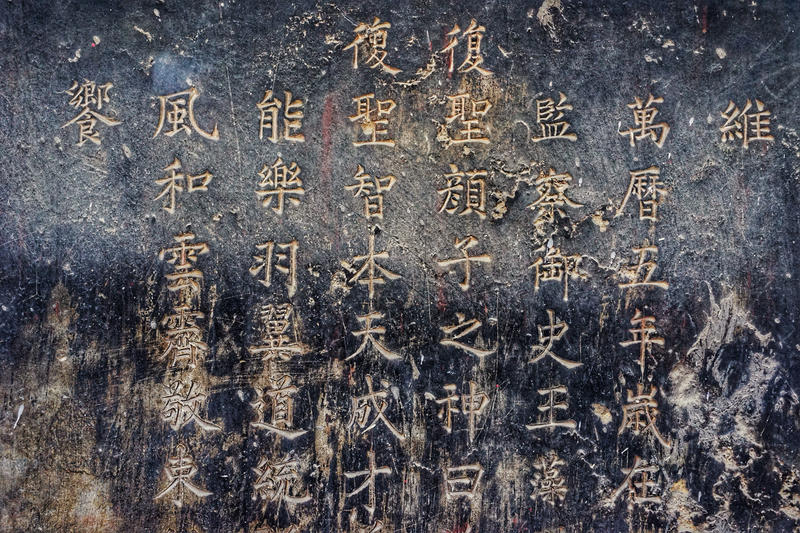 維
萬曆五年歲在
監察御史王藻
復聖顏子之神曰
復聖智本天成才
能樂羽翼道統
風和雲霽敬束
饗